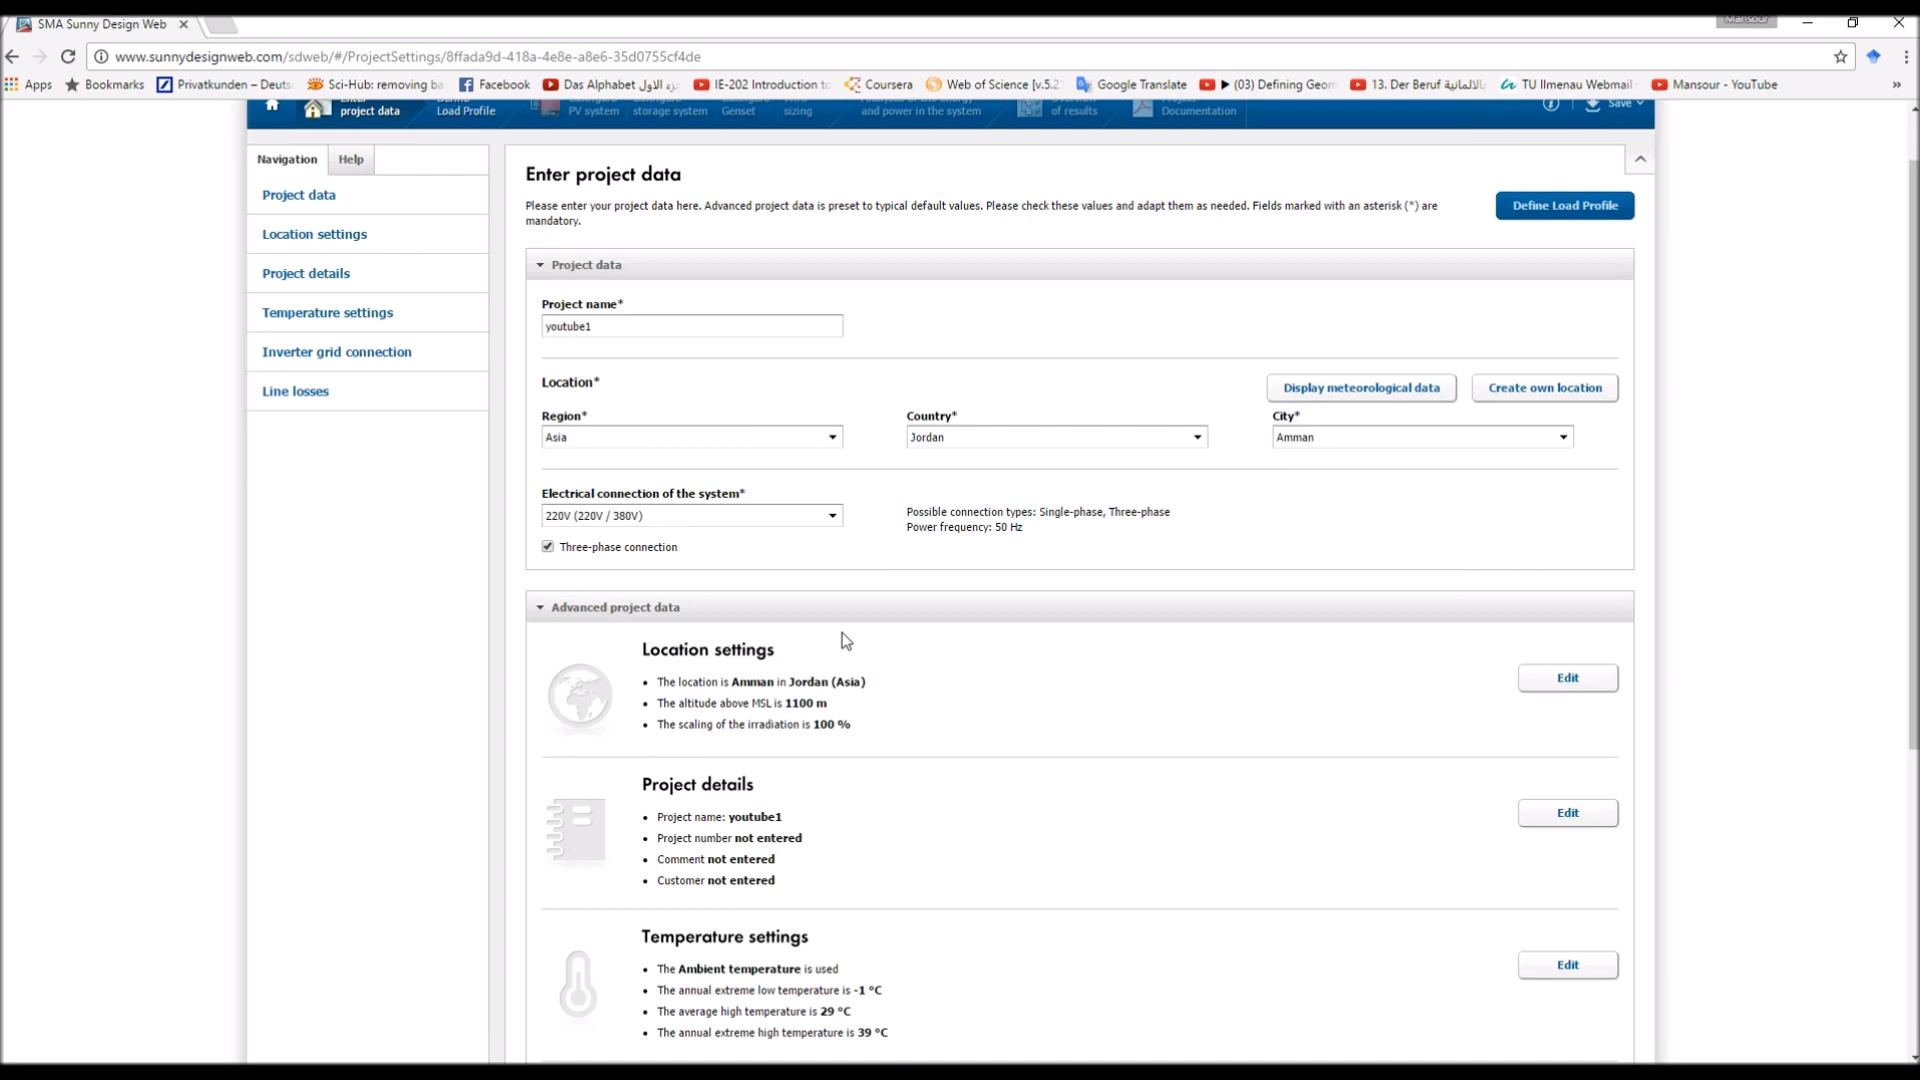 SMA Sunny Design Web
Mansour
www.sunnydesignweb.com/sdweb/#/ProjectSettings/8ffada9d-418a-4e8e-a8e6-35d0755cf4de
Apps Bookmarks Privatkunden – Deuts Sci-Hub: removing ba Facebook Das Alphabet جزء الاول IE-202 Introduction to Coursera Web of Science [v.5.2 Google Translate ▶ (03) Defining Geom 13. Der Beruf بالالمانية TU Ilmenau Webmail Mansour - YouTube »
project data
Load Profile
PV system
storage system
Genset
sizing
and power in the system
of results
Documentation
Save
Navigation Help
Project data
Location settings
Project details
Temperature settings
Inverter grid connection
Line losses
Enter project data
Please enter your project data here. Advanced project data is preset to typical default values. Please check these values and adapt them as needed. Fields marked with an asterisk (*) are
mandatory.
Define Load Profile
Project data
Project name*
youtube1
Location*
Display meteorological data Create own location
Region* Country* City*
Asia Jordan Amman
Electrical connection of the system*
220V (220V / 380V)
Possible connection types: Single-phase, Three-phase
Power frequency: 50 Hz
Three-phase connection
Advanced project data
Location settings
• The location is Amman in Jordan (Asia)
• The altitude above MSL is 1100 m
• The scaling of the irradiation is 100 %
Edit
Project details
• Project name: youtube1
• Project number not entered
• Comment not entered
• Customer not entered
Edit
Temperature settings
• The Ambient temperature is used
• The annual extreme low temperature is -1 °C
• The average high temperature is 29 °C
• The annual extreme high temperature is 39 °C
Edit